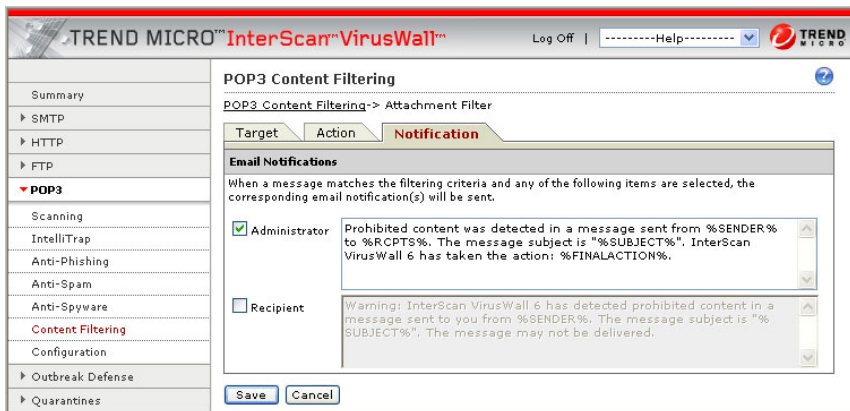 TREND MICRO™ InterScan™ VirusWall™
Log Off | ---------Help---------
TREND MICRO
Summary
SMTP
HTTP
FTP
POP3
Scanning
IntelliTrap
Anti-Phishing
Anti-Spam
Anti-Spyware
Content Filtering
Configuration
Outbreak Defense
Quarantines
POP3 Content Filtering
?
POP3 Content Filtering-> Attachment Filter
Target
Action
Notification
Email Notifications
When a message matches the filtering criteria and any of the following items are selected, the
corresponding email notification(s) will be sent.
Administrator
Prohibited content was detected in a message sent from %SENDER%
to %RCPTS%. The message subject is "%SUBJECT%". InterScan
VirusWall 6 has taken the action: %FINALACTION%.
Recipient
Warning: InterScan VirusWall 6 has detected prohibited content in a
message sent to you from %SENDER%. The message subject is "%
SUBJECT%". The message may not be delivered.
Save
Cancel